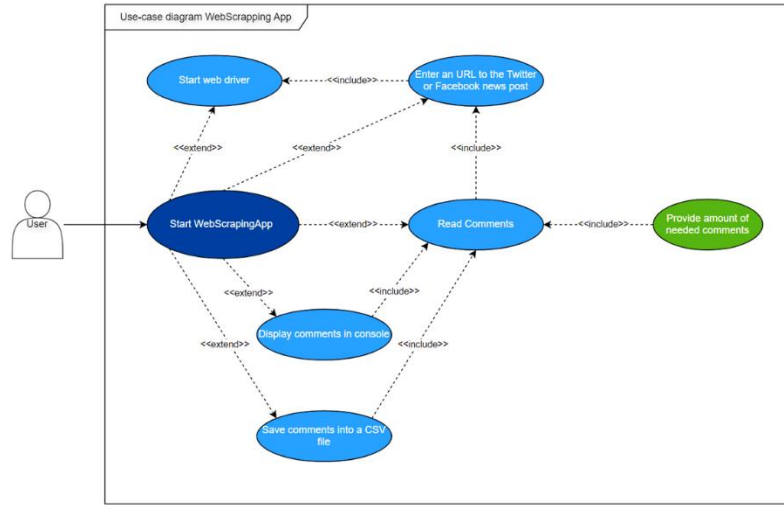 Use-case diagram WebScrapping App
Start web driver
<<include>>
Enter an URL to the Twitter
or Facebook news post
<<extend>>
<<extend>>
<<include>>
User
Start WebScrapingApp
<<extend>>
Read Comments
<<include>>
Provide amount of
needed comments
<<extend>>
<<include>>
Display comments in console
<<extend>>
<<include>>
Save comments into a CSV
file